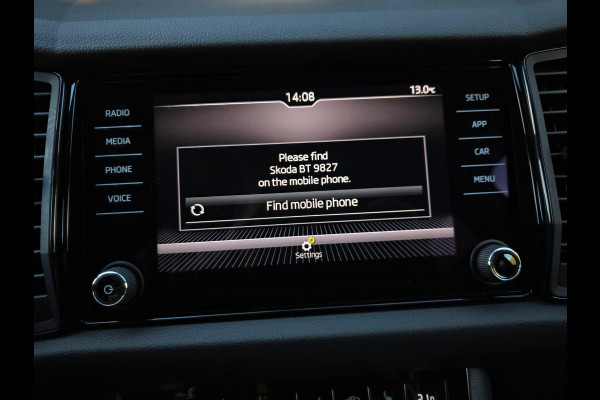 14:08
13.0°C
RADIO
MEDIA
PHONE
VOICE
Please find
Skoda BT 9827
on the mobile phone.
Find mobile phone
Settings
SETUP
APP
CAR
MENU